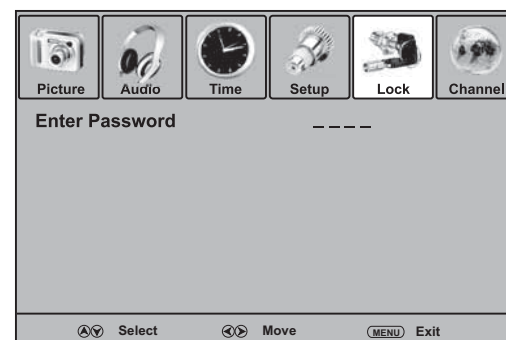 Picture Audio Time Setup Lock Channel
Enter Password _ _ _ _
Select Move MENU Exit